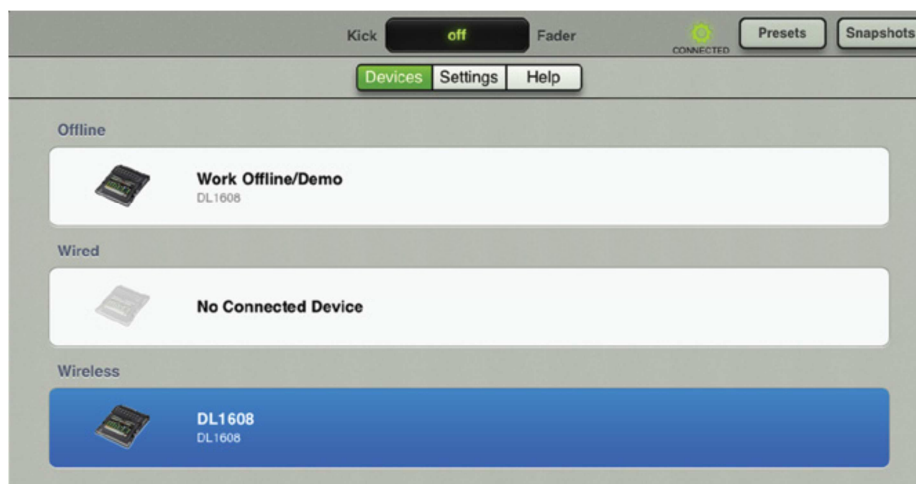 Kick off Fader CONNECTED Presets Snapshots
Devices Settings Help
Offline
Work Offline/Demo
DL1608
Wired
No Connected Device
Wireless
DL1608
DL1608